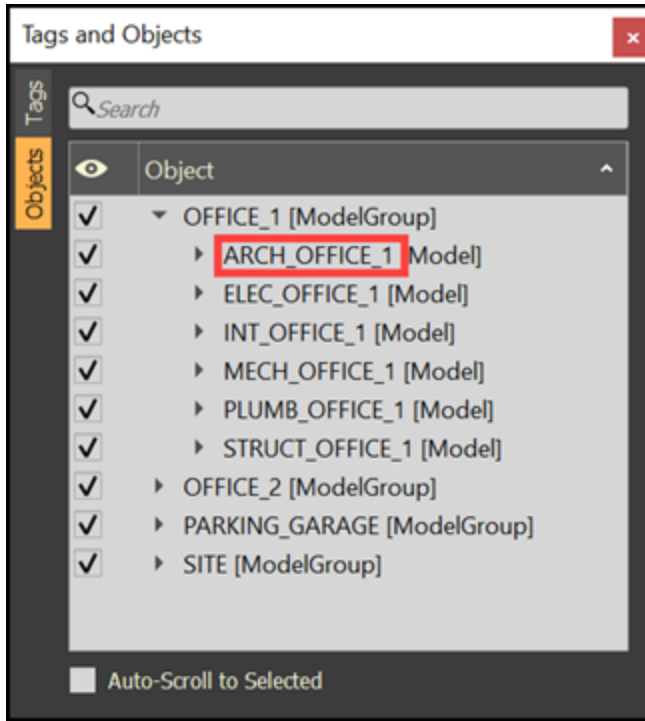 Tags and Objects
Tags
Objects
Search
Object
OFFICE_1 [ModelGroup]
ARCH_OFFICE_1 [Model]
ELEC_OFFICE_1 [Model]
INT_OFFICE_1 [Model]
MECH_OFFICE_1 [Model]
PLUMB_OFFICE_1 [Model]
STRUCT_OFFICE_1 [Model]
OFFICE_2 [ModelGroup]
PARKING_GARAGE [ModelGroup]
SITE [ModelGroup]
Auto-Scroll to Selected